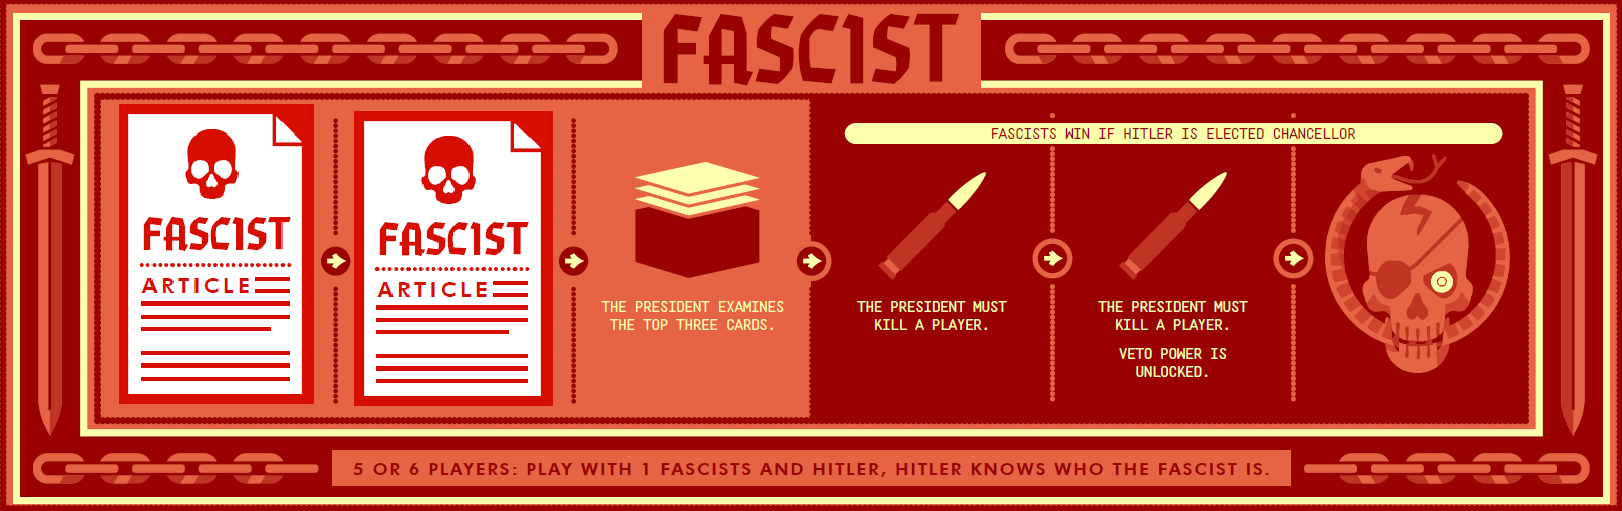 FASCIST
FASCIST
ARTICLE
FASCIST
ARTICLE
THE PRESIDENT EXAMINES
THE TOP THREE CARDS.
FASCISTS WIN IF HITLER IS ELECTED CHANCELLOR
THE PRESIDENT MUST
KILL A PLAYER.
THE PRESIDENT MUST
KILL A PLAYER.
VETO POWER IS
UNLOCKED.
5 OR 6 PLAYERS: PLAY WITH 1 FASCISTS AND HITLER, HITLER KNOWS WHO THE FASCIST IS.